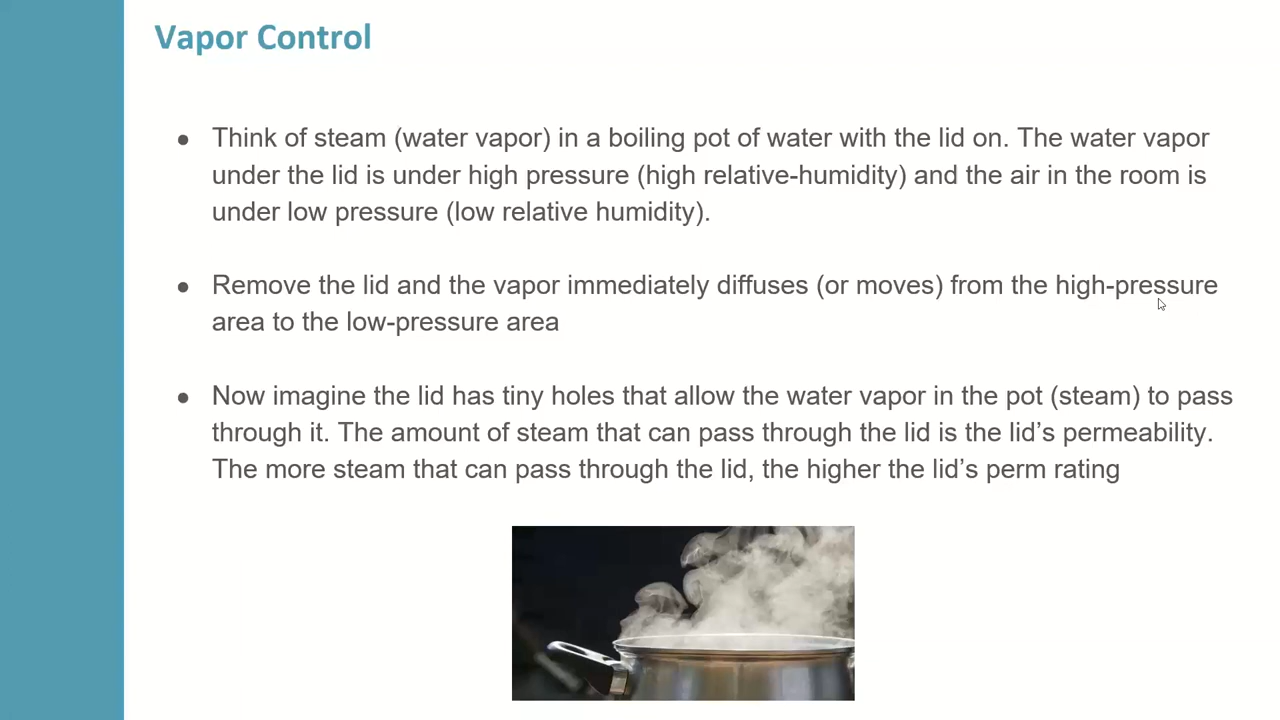 Vapor Control
● Think of steam (water vapor) in a boiling pot of water with the lid on. The water vapor
under the lid is under high pressure (high relative-humidity) and the air in the room is
under low pressure (low relative humidity).
● Remove the lid and the vapor immediately diffuses (or moves) from the high-pressure
area to the low-pressure area
● Now imagine the lid has tiny holes that allow the water vapor in the pot (steam) to pass
through it. The amount of steam that can pass through the lid is the lid’s permeability.
The more steam that can pass through the lid, the higher the lid’s perm rating